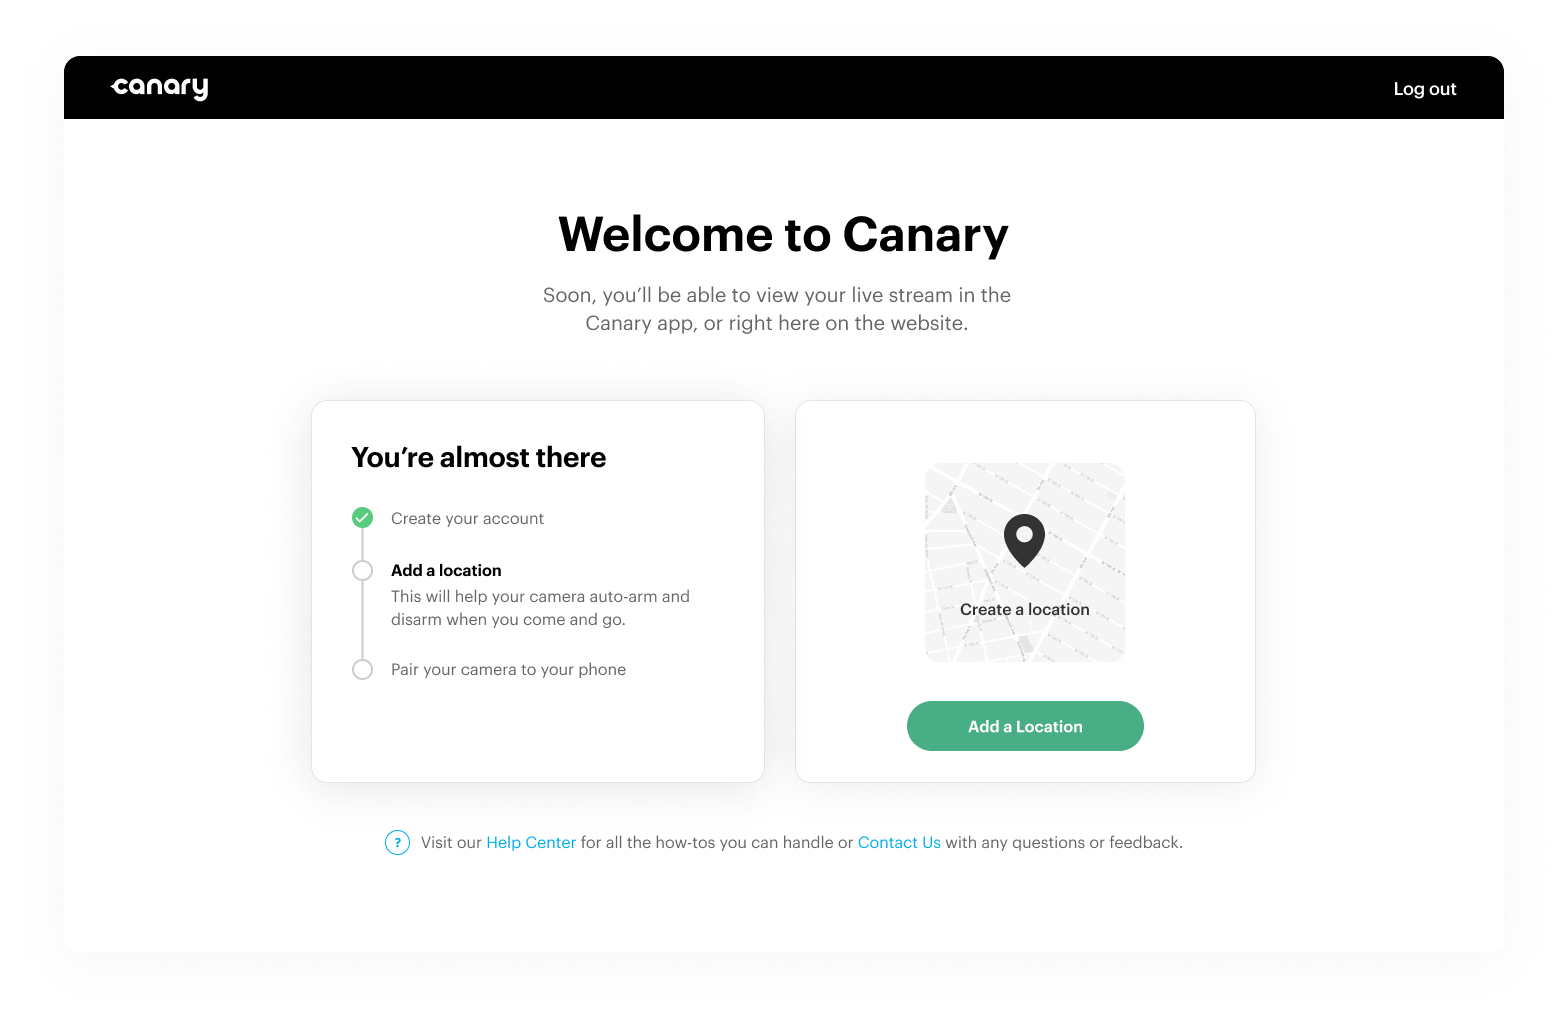 canary
Log out
Welcome to Canary
Soon, you’ll be able to view your live stream in the
Canary app, or right here on the website.
You’re almost there
Create your account
Add a location
This will help your camera auto-arm and
disarm when you come and go.
Pair your camera to your phone
Create a location
Add a Location
? Visit our Help Center for all the how-tos you can handle or Contact Us with any questions or feedback.